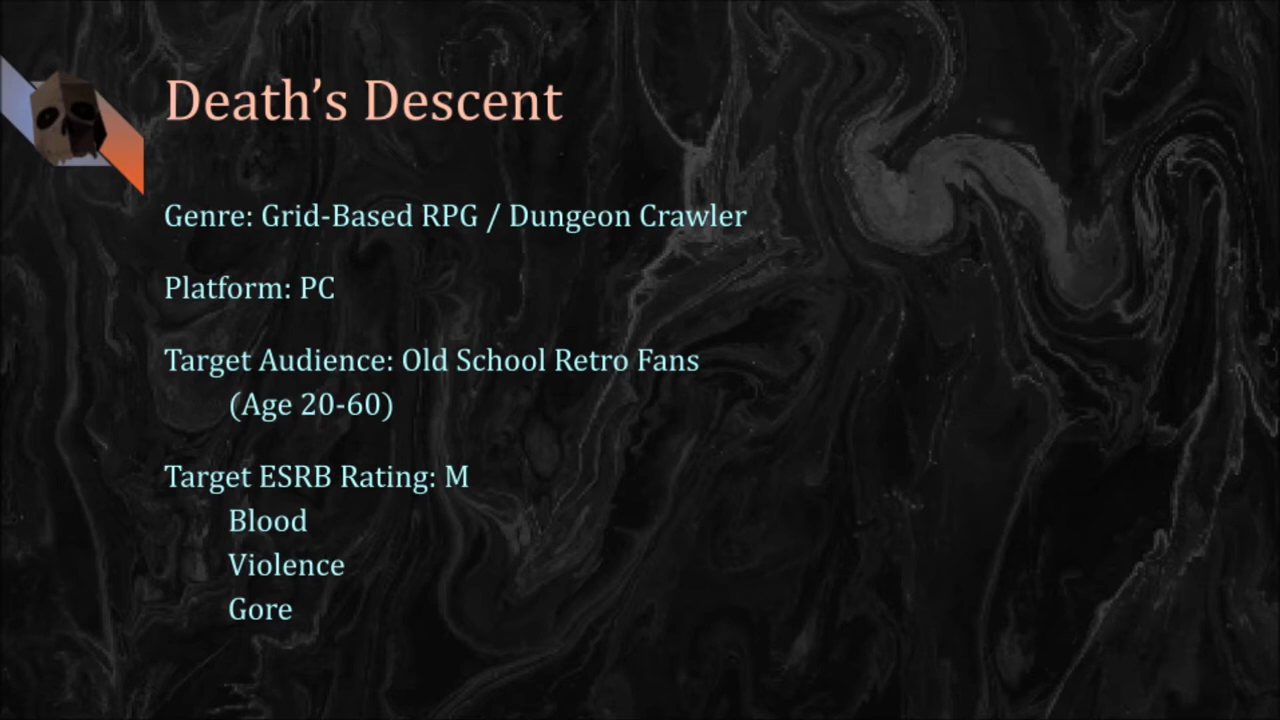 Death’s Descent
Genre: Grid-Based RPG / Dungeon Crawler
Platform: PC
Target Audience: Old School Retro Fans
(Age 20-60)
Target ESRB Rating: M
Blood
Violence
Gore